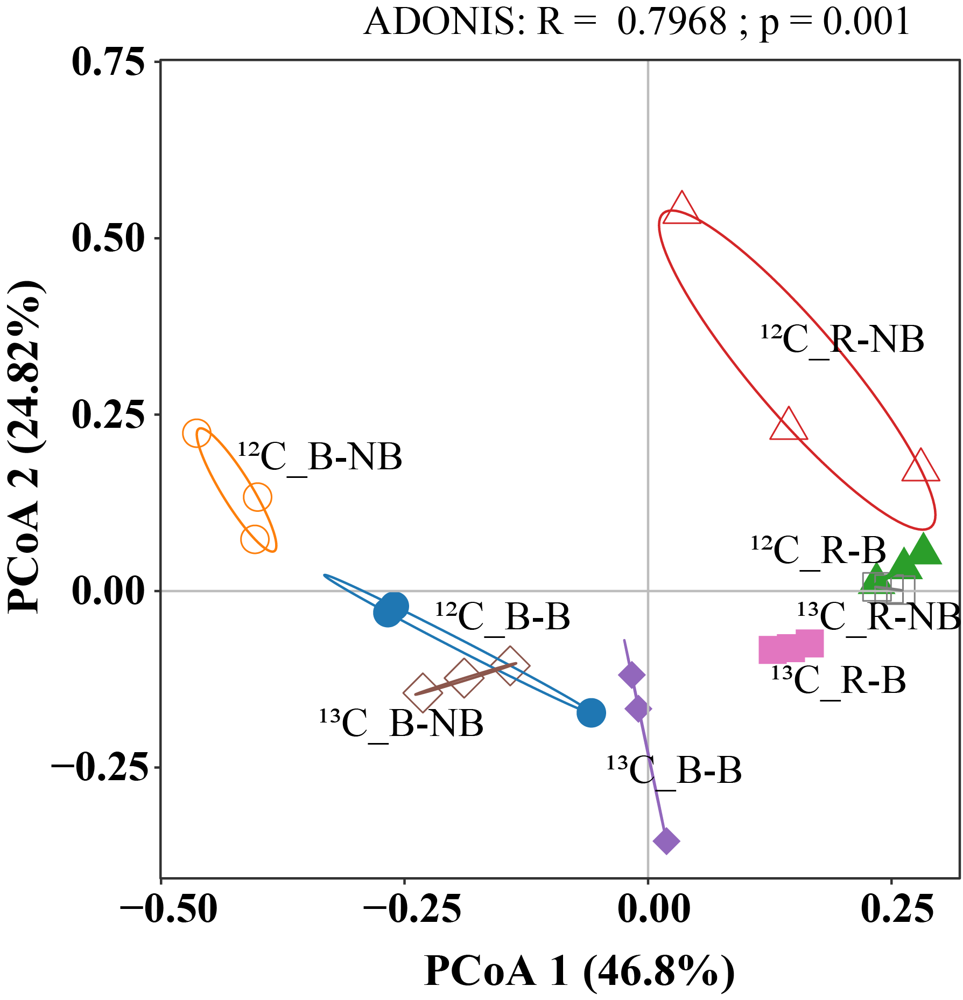 ADONIS: R = 0.7968 ; p = 0.001
0.75
0.50
0.25
0.00
−0.25
PCoA 2 (24.82%)
¹²C_R-NB
¹²C_B-NB
¹²C_R-B
¹²C_B-B
¹³C_R-NB
¹³C_R-B
¹³C_B-NB
¹³C_B-B
−0.50 −0.25 0.00 0.25
PCoA 1 (46.8%)